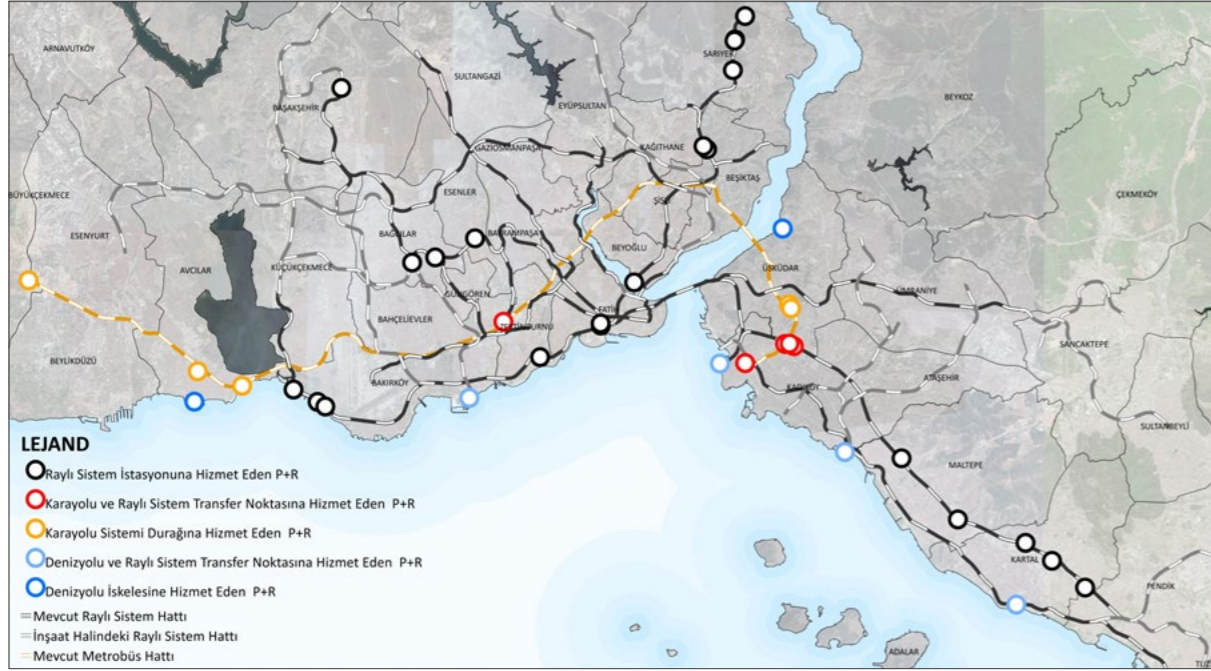 SARIYER
ARNAVUTKÖY
SULTANGAZİ
BEYKOZ
EYÜPSULTAN
BAŞAKŞEHİR
GAZİOSMANPAŞA
KAĞITHANE
BEŞİKTAŞ
ESENLER
BÜYÜKÇEKMECE
ÇEKMEKÖY
ŞİŞLİ
ESENYURT
BAĞCILAR
BAYRAMPAŞA
BEYOĞLU
AVCILAR
KÜÇÜKÇEKMECE
ÜSKÜDAR
ÜMRANİYE
GÜNGÖREN
FATİH
BAHÇELİEVLER
ZEYTİNBURNU
SANCAKTEPE
BEYLİKDÜZÜ
BAKIRKÖY
KADIKÖY
ATAŞEHİR
SULTANBEYLİ
MALTEPE
KARTAL
PENDİK
ADALAR
LEJAND
Raylı Sistem İstasyonuna Hizmet Eden P+R
Karayolu ve Raylı Sistem Transfer Noktasına Hizmet Eden P+R
Karayolu Sistemi Durağına Hizmet Eden P+R
Denizyolu ve Raylı Sistem Transfer Noktasına Hizmet Eden P+R
Denizyolu İskelesine Hizmet Eden P+R
Mevcut Raylı Sistem Hattı
İnşaat Halindeki Raylı Sistem Hattı
Mevcut Metrobüs Hattı